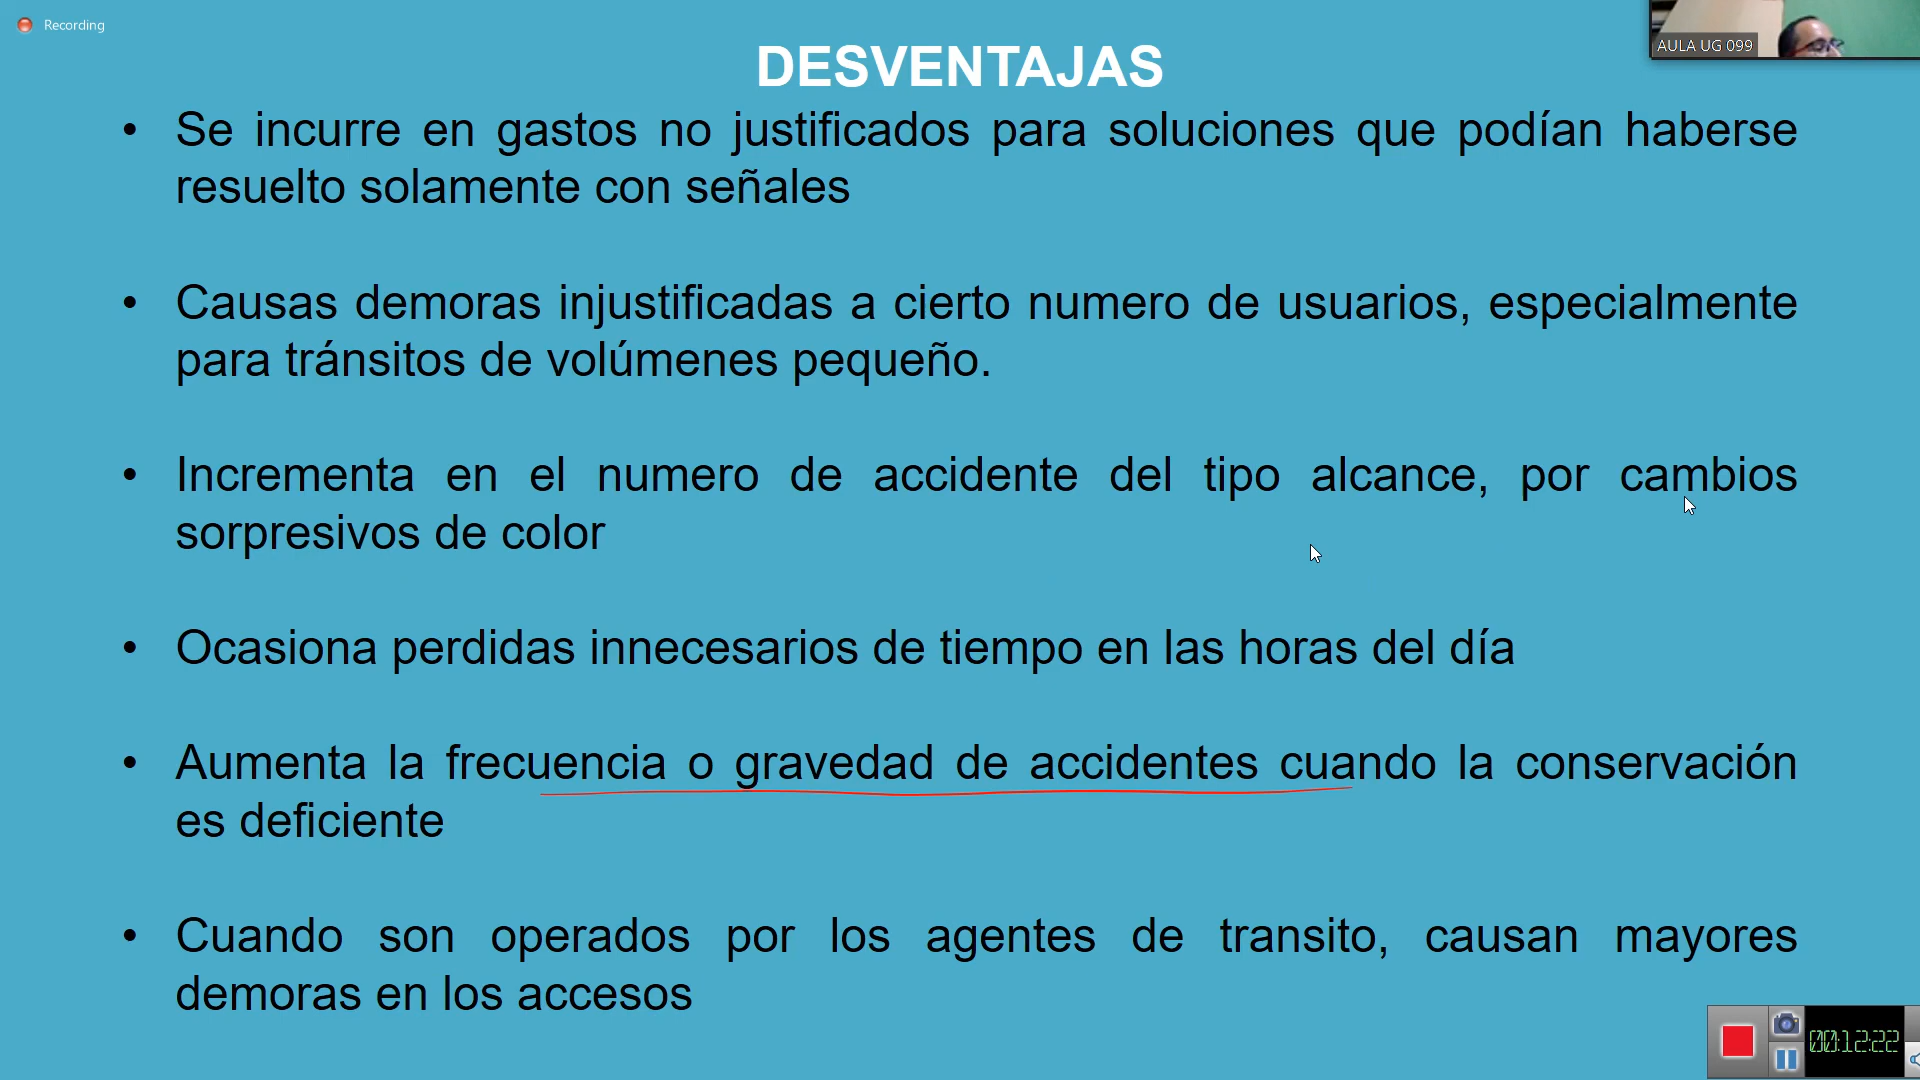 Recording
AULA UG 099
DESVENTAJAS
• Se incurre en gastos no justificados para soluciones que podían haberse
resuelto solamente con señales
• Causas demoras injustificadas a cierto numero de usuarios, especialmente
para tránsitos de volúmenes pequeño.
• Incrementa en el numero de accidente del tipo alcance, por cambios
sorpresivos de color
• Ocasiona perdidas innecesarios de tiempo en las horas del día
• Aumenta la frecuencia o gravedad de accidentes cuando la conservación
es deficiente
• Cuando son operados por los agentes de transito, causan mayores
demoras en los accesos
00:12:22